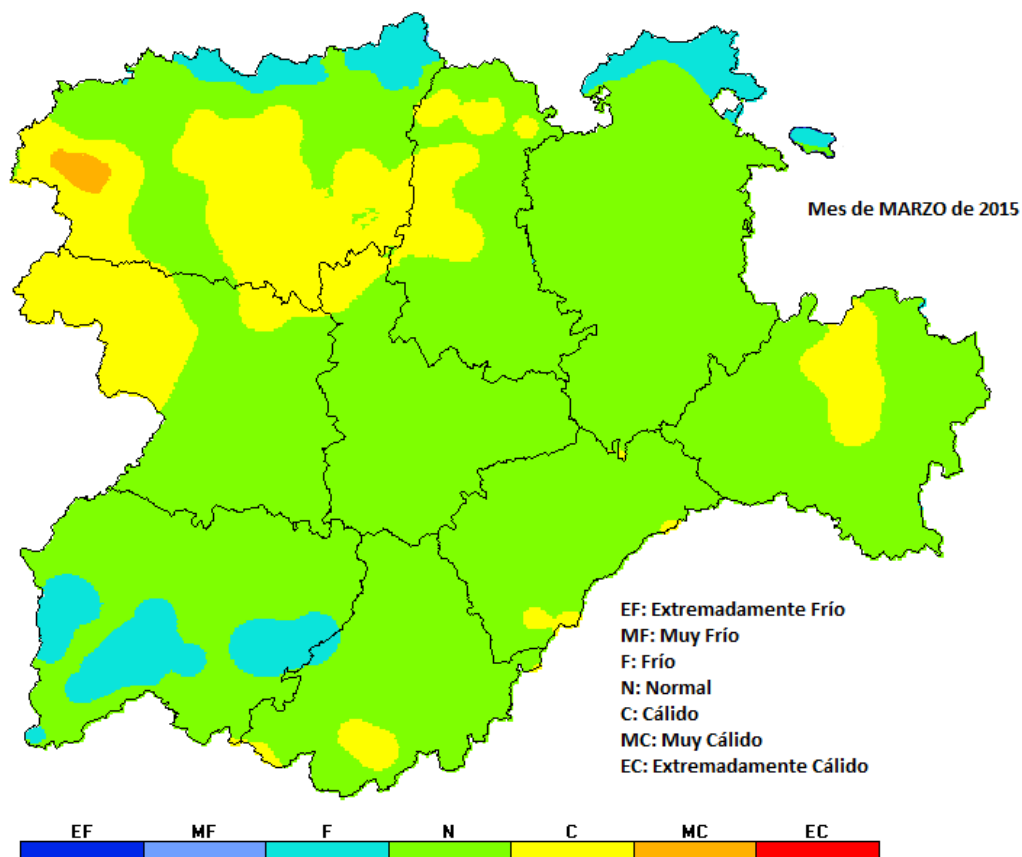 Mes de MARZO de 2015
EF: Extremadamente Frío
MF: Muy Frío
F: Frío
N: Normal
C: Cálido
MC: Muy Cálido
EC: Extremadamente Cálido
EF MF F N C MC EC